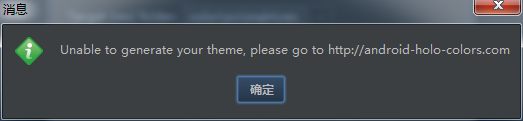 消息
Unable to generate your theme, please go to http://android-holo-colors.com
确定